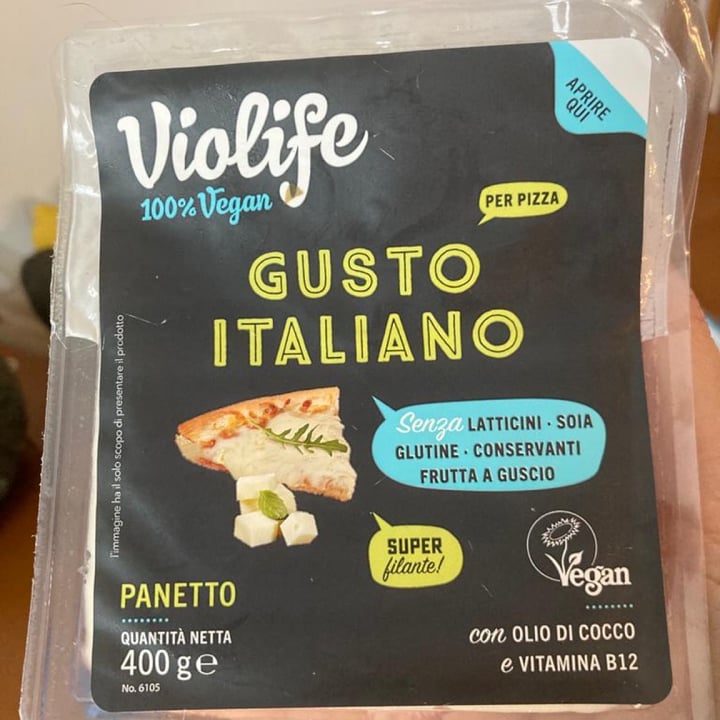 Violife
100% Vegan
APRIRE
QUI
PER PIZZA
GUSTO
ITALIANO
Senza LATTICINI · SOIA
GLUTINE · CONSERVANTI
FRUTTA A GUSCIO
SUPER
filante!
l'immagine ha il solo scopo di presentare il prodotto
Vegan
PANETTO
QUANTITÀ NETTA
400 g e
No. 6105
con OLIO DI COCCO
e VITAMINA B12